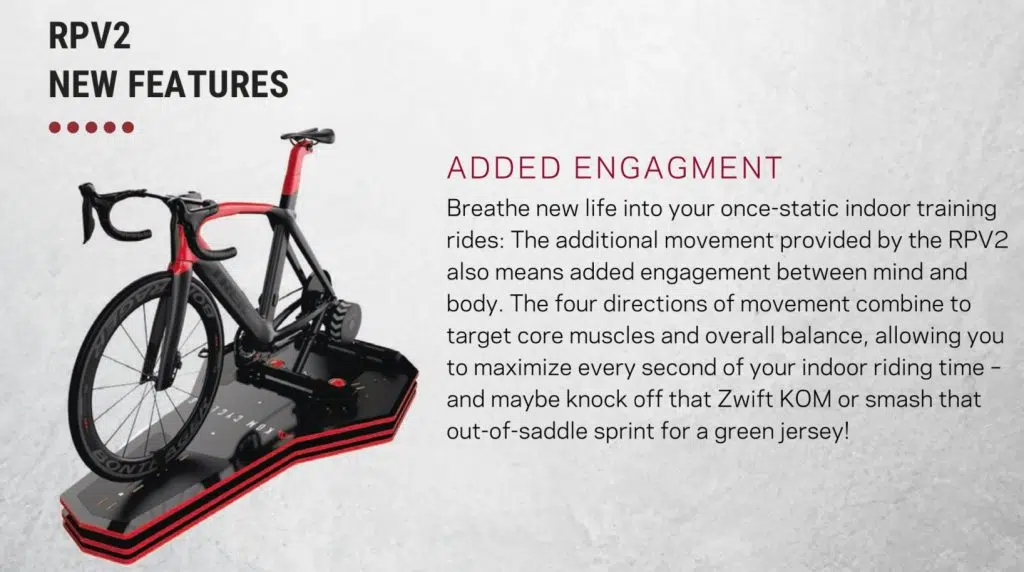 RPV2
NEW FEATURES
ADDED ENGAGMENT
Breathe new life into your once-static indoor training
rides: The additional movement provided by the RPV2
also means added engagement between mind and
body. The four directions of movement combine to
target core muscles and overall balance, allowing you
to maximize every second of your indoor riding time –
and maybe knock off that Zwift KOM or smash that
out-of-saddle sprint for a green jersey!
KOM CYCL
BONT